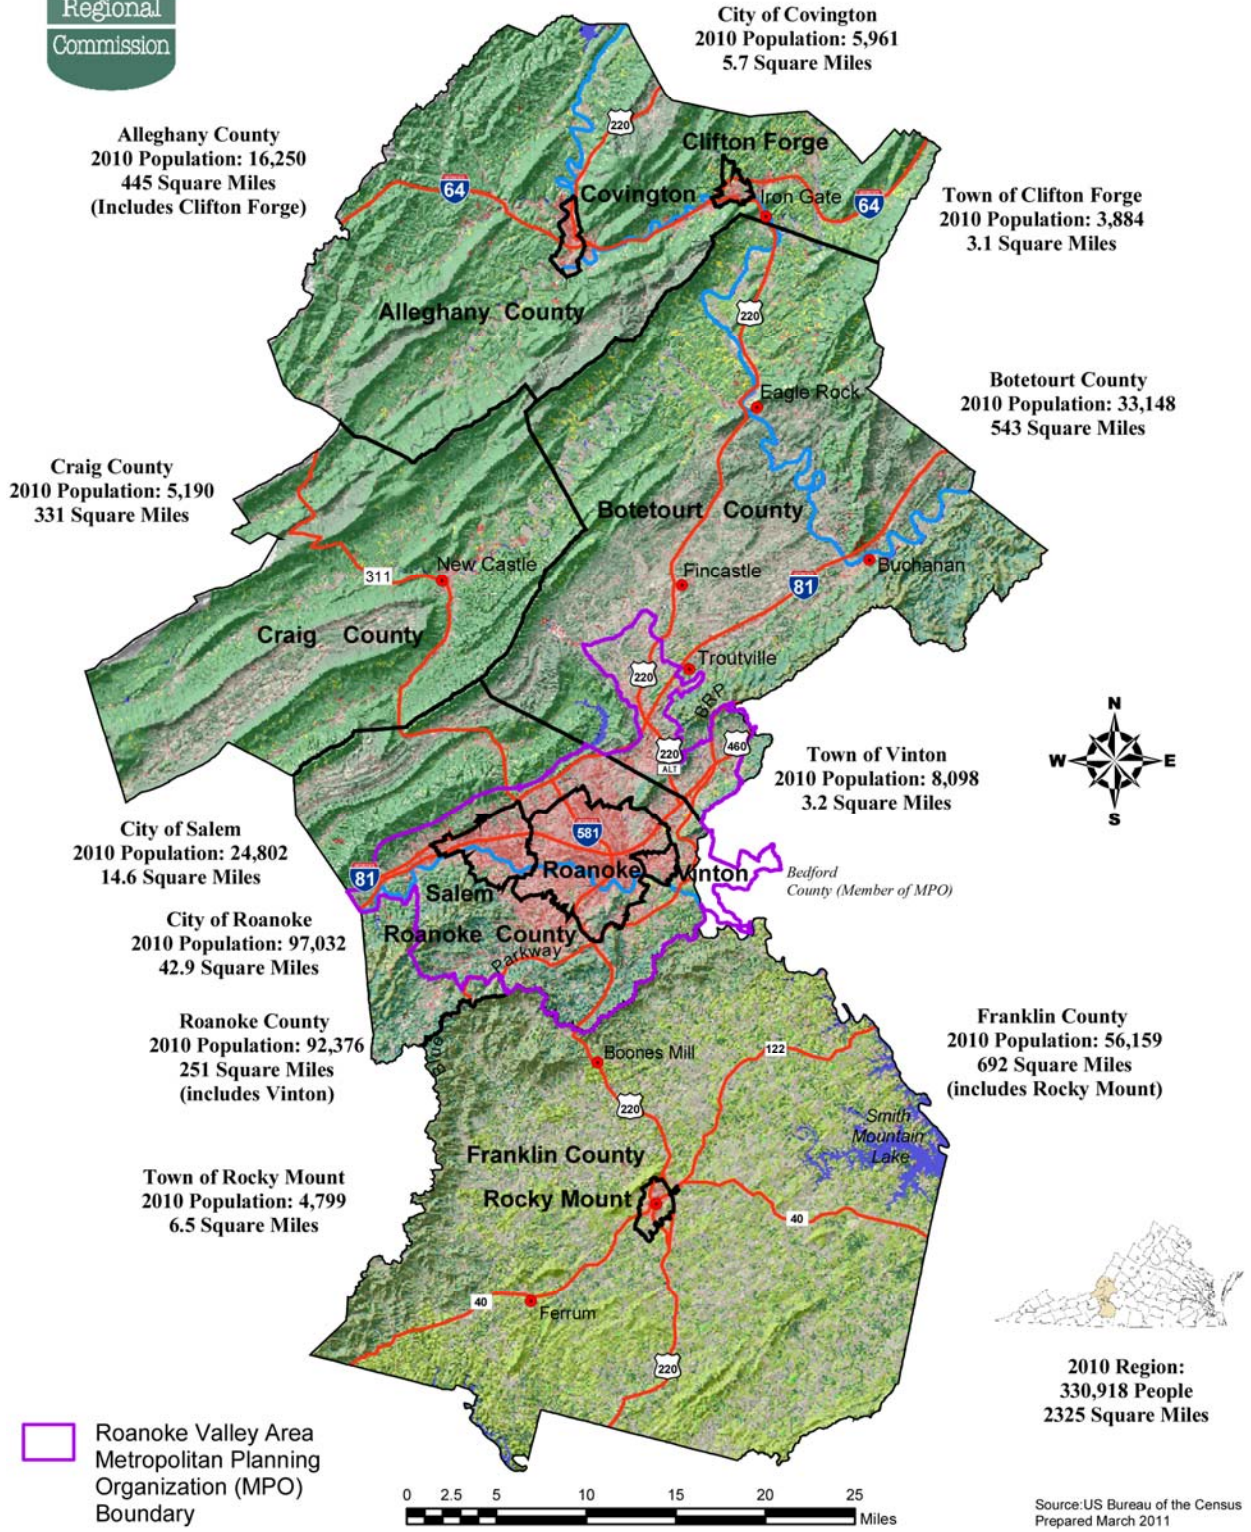 Regional
Commission
City of Covington
2010 Population: 5,961
5.7 Square Miles
Alleghany County
2010 Population: 16,250
445 Square Miles
(Includes Clifton Forge)
220
Clifton Forge
64
Covington
Iron Gate
64
Town of Clifton Forge
2010 Population: 3,884
3.1 Square Miles
Alleghany County
220
Botetourt County
2010 Population: 33,148
543 Square Miles
Eagle Rock
Craig County
2010 Population: 5,190
331 Square Miles
Botetourt County
311
New Castle
Fincastle
81
Buchanan
Craig County
220
Troutville
BRP
220
ALT
460
N
W
E
S
Town of Vinton
2010 Population: 8,098
3.2 Square Miles
City of Salem
2010 Population: 24,802
14.6 Square Miles
581
81
Salem
Roanoke
Vinton
Bedford
County (Member of MPO)
City of Roanoke
2010 Population: 97,032
42.9 Square Miles
Roanoke County
Parkway
Roanoke County
2010 Population: 92,376
251 Square Miles
(includes Vinton)
Blue
Boones Mill
122
Franklin County
2010 Population: 56,159
692 Square Miles
(includes Rocky Mount)
220
Smith
Mountain
Lake
Franklin County
Town of Rocky Mount
2010 Population: 4,799
6.5 Square Miles
Rocky Mount
40
40
Ferrum
220
2010 Region:
330,918 People
2325 Square Miles
Roanoke Valley Area
Metropolitan Planning
Organization (MPO)
Boundary
0 2.5 5 10 15 20 25
Miles
Source:US Bureau of the Census
Prepared March 2011